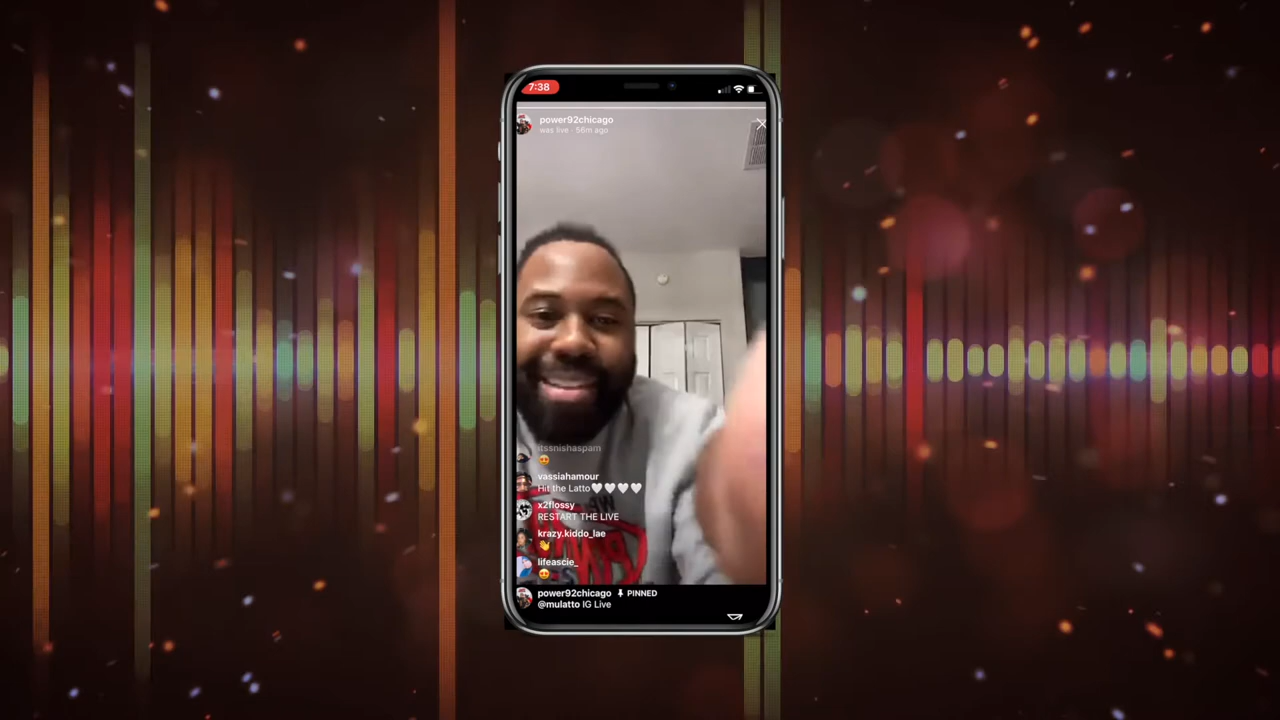 7:38
power92chicago
was live · 56m ago
itssnishaspam
vassiahamour
Hit the Latto🤍🤍🤍🤍
x2flossy
RESTART THE LIVE
krazy.kiddo_lae
lifeascie_
power92chicago PINNED
@mulatto IG Live